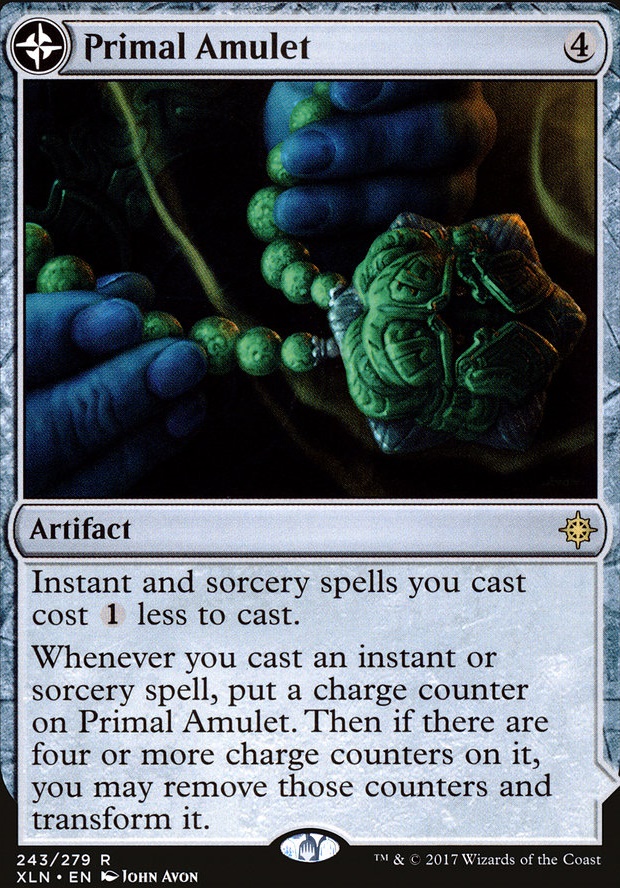 Primal Amulet 4
Artifact
Instant and sorcery spells you cast
cost 1 less to cast.
Whenever you cast an instant or
sorcery spell, put a charge counter
on Primal Amulet. Then if there are
four or more charge counters on it,
you may remove those counters and
transform it.
243/279 R
XLN • EN John Avon
™ & © 2017 Wizards of the Coast